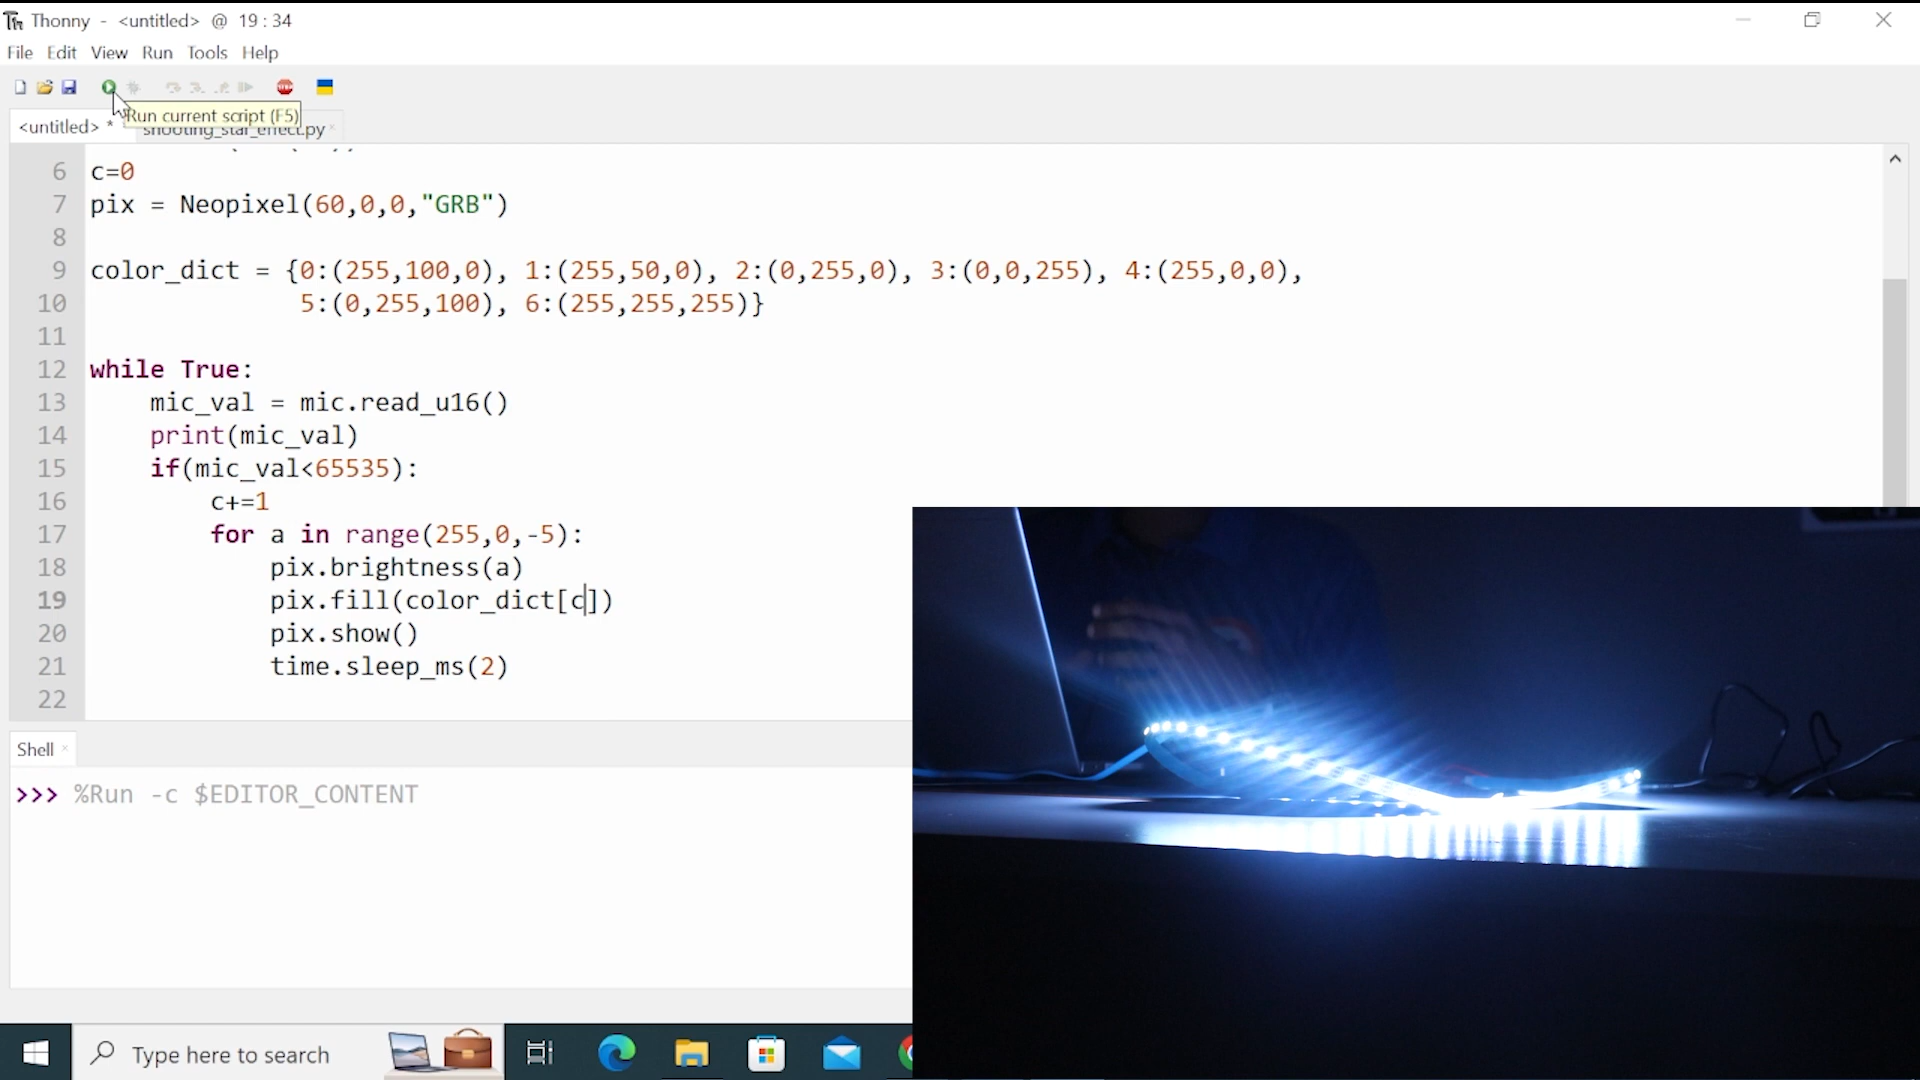 Thonny - <untitled> @ 19 : 34
File Edit View Run Tools Help
Run current script (F5)
<untitled> *
shooting_star_effect.py
6 c=0
7 pix = Neopixel(60,0,0,"GRB")
8
9 color_dict = {0:(255,100,0), 1:(255,50,0), 2:(0,255,0), 3:(0,0,255), 4:(255,0,0),
10 5:(0,255,100), 6:(255,255,255)}
11
12 while True:
13 mic_val = mic.read_u16()
14 print(mic_val)
15 if(mic_val<65535):
16 c+=1
17 for a in range(255,0,-5):
18 pix.brightness(a)
19 pix.fill(color_dict[c])
20 pix.show()
21 time.sleep_ms(2)
22
Shell
>>> %Run -c $EDITOR_CONTENT
Type here to search